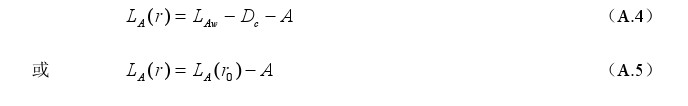 L_A(r) = L_{Aw} − D_c − A （A.4）
或 L_A(r) = L_A(r_0) − A （A.5）